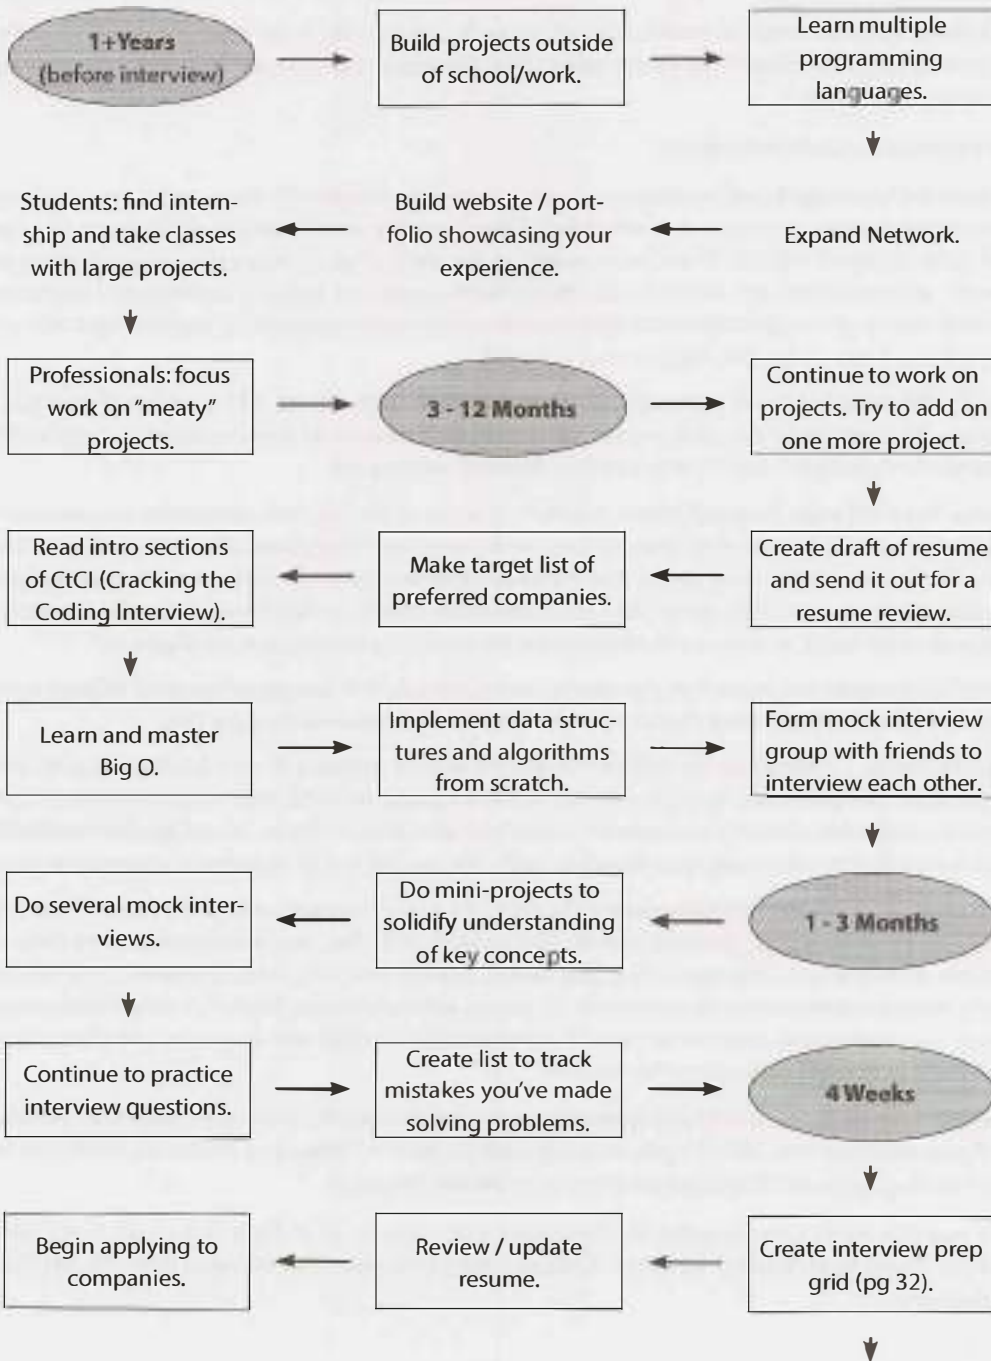 1+Years
(before interview)
Build projects outside
of school/work.
Learn multiple
programming
languages.
Expand Network.
Build website / port-
folio showcasing your
experience.
Students: find intern-
ship and take classes
with large projects.
Professionals: focus
work on "meaty"
projects.
3 - 12 Months
Continue to work on
projects. Try to add on
one more project.
Create draft of resume
and send it out for a
resume review.
Make target list of
preferred companies.
Read intro sections
of CtCI (Cracking the
Coding Interview).
Learn and master
Big O.
Implement data struc-
tures and algorithms
from scratch.
Form mock interview
group with friends to
interview each other.
1 - 3 Months
Do mini-projects to
solidify understanding
of key concepts.
Do several mock inter-
views.
Continue to practice
interview questions.
Create list to track
mistakes you've made
solving problems.
4 Weeks
Create interview prep
grid (pg 32).
Review / update
resume.
Begin applying to
companies.